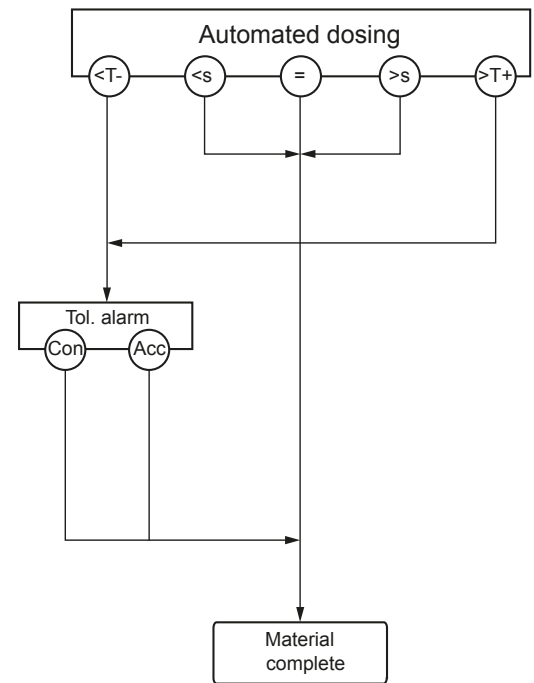 Automated dosing
<T- <s = >s >T+
Tol. alarm
Con Acc
Material
complete